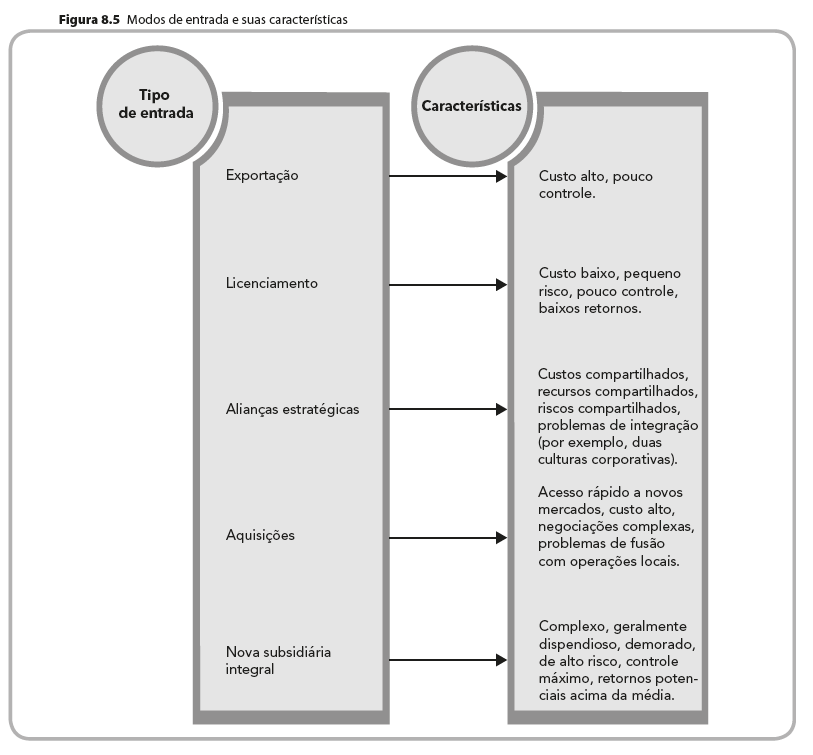 Figura 8.5 Modos de entrada e suas características
Tipo
de entrada
Características
Exportação
Custo alto, pouco
controle.
Licenciamento
Custo baixo, pequeno
risco, pouco controle,
baixos retornos.
Alianças estratégicas
Custos compartilhados,
recursos compartilhados,
riscos compartilhados,
problemas de integração
(por exemplo, duas
culturas corporativas).
Aquisições
Acesso rápido a novos
mercados, custo alto,
negociações complexas,
problemas de fusão
com operações locais.
Nova subsidiária
integral
Complexo, geralmente
dispendioso, demorado,
de alto risco, controle
máximo, retornos poten-
ciais acima da média.